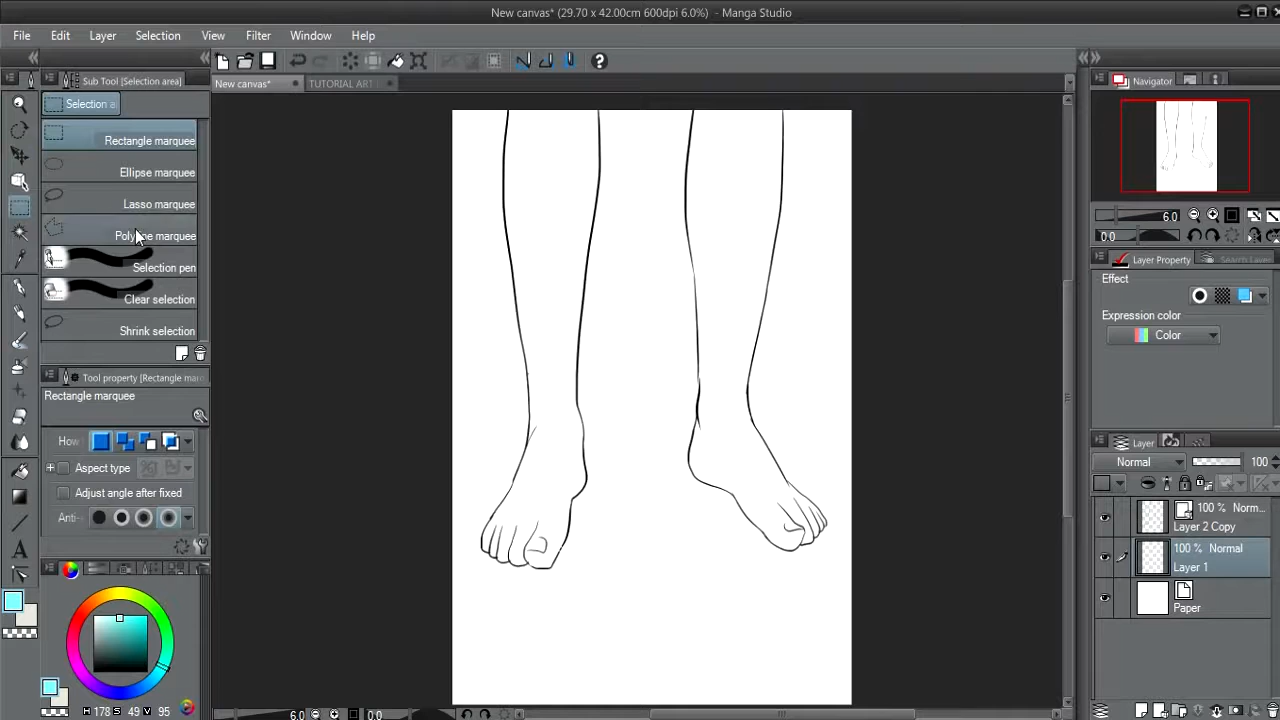 New canvas* (29.70 x 42.00cm 600dpi 6.0%) - Manga Studio
File Edit Layer Selection View Filter Window Help
Sub Tool [Selection area]
Selection a
Rectangle marquee
Ellipse marquee
Lasso marquee
Polyline marquee
Selection pen
Clear selection
Shrink selection
Tool property [Rectangle marq
Rectangle marquee
How
Aspect type
Adjust angle after fixed
Anti-
H 178 S 49 V 95
New canvas*
TUTORIAL ART
6.0
0.0
Navigator
6.0
0.0
Layer Property
Search Layer
Effect
Expression color
Color
Layer
Normal
100
100 % Norm...
Layer 2 Copy
100 % Normal
Layer 1
Paper